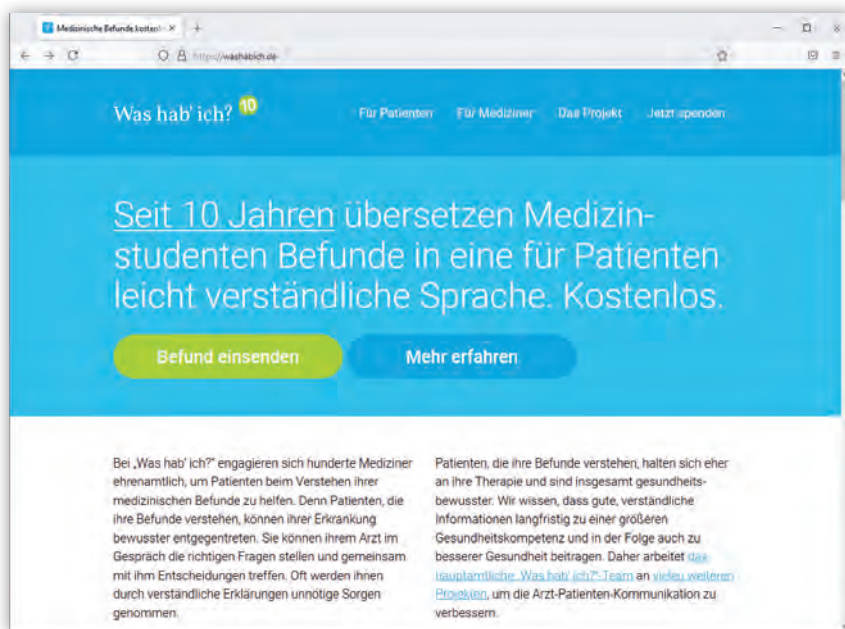 Medizinische Befunde kostenl
https://washabich.de
Was hab' ich? 10
Für Patienten Für Mediziner Das Projekt Jetzt spenden
Seit 10 Jahren übersetzen Medizin-
studenten Befunde in eine für Patienten
leicht verständliche Sprache. Kostenlos.
Befund einsenden Mehr erfahren
Bei „Was hab' ich?" engagieren sich hunderte Mediziner
ehrenamtlich, um Patienten beim Verstehen ihrer
medizinischen Befunde zu helfen. Denn Patienten, die
ihre Befunde verstehen, können ihrer Erkrankung
bewusster entgegentreten. Sie können ihrem Arzt im
Gespräch die richtigen Fragen stellen und gemeinsam
mit ihm Entscheidungen treffen. Oft werden ihnen
durch verständliche Erklärungen unnötige Sorgen
genommen.
Patienten, die ihre Befunde verstehen, halten sich eher
an ihre Therapie und sind insgesamt gesundheits-
bewusster. Wir wissen, dass gute, verständliche
Informationen langfristig zu einer größeren
Gesundheitskompetenz und in der Folge auch zu
besserer Gesundheit beitragen. Daher arbeitet das
hauptamtliche „Was hab' ich?"-Team an vielen weiteren
Projekten, um die Arzt-Patienten-Kommunikation zu
verbessern.